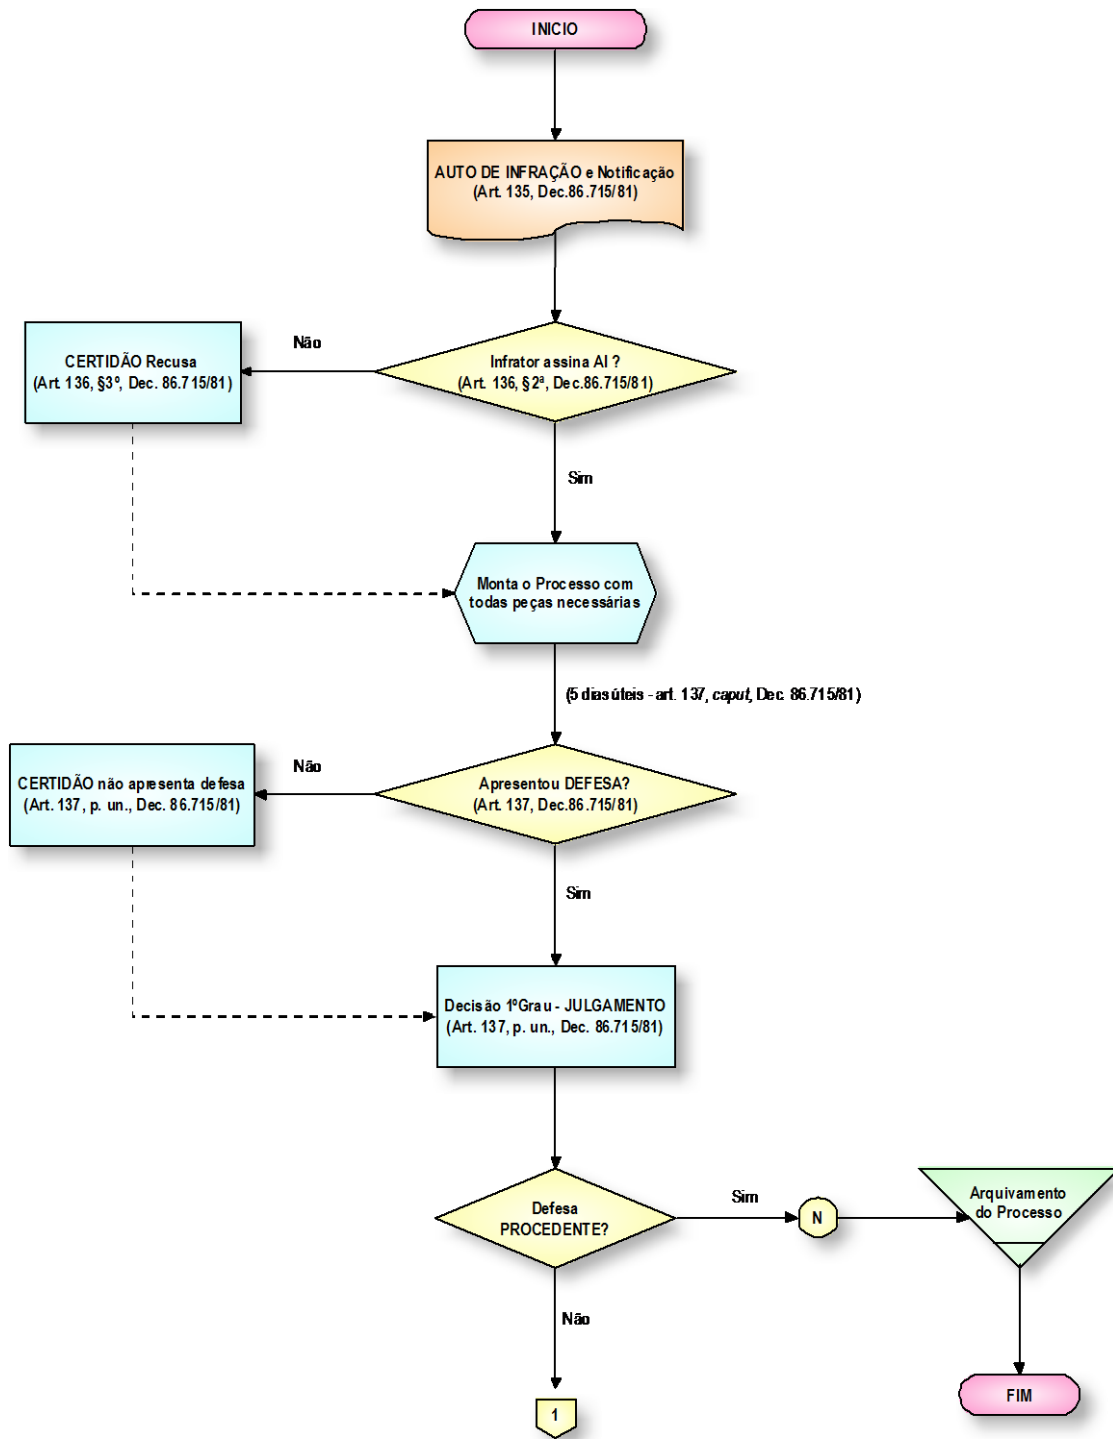 INICIO
AUTO DE INFRAÇÃO e Notificação
(Art. 135, Dec.86.715/81)
Infrator assina AI ?
(Art. 136, §2ª, Dec.86.715/81)
Não
CERTIDÃO Recusa
(Art. 136, §3º, Dec. 86.715/81)
Sim
Monta o Processo com
todas peças necessárias
(5 dias úteis - art. 137, caput, Dec. 86.715/81)
Apresentou DEFESA?
(Art. 137, Dec.86.715/81)
Não
CERTIDÃO não apresenta defesa
(Art. 137, p. un., Dec. 86.715/81)
Sim
Decisão 1ºGrau - JULGAMENTO
(Art. 137, p. un., Dec. 86.715/81)
Defesa
PROCEDENTE?
Sim
N
Arquivamento
do Processo
Não
FIM
1